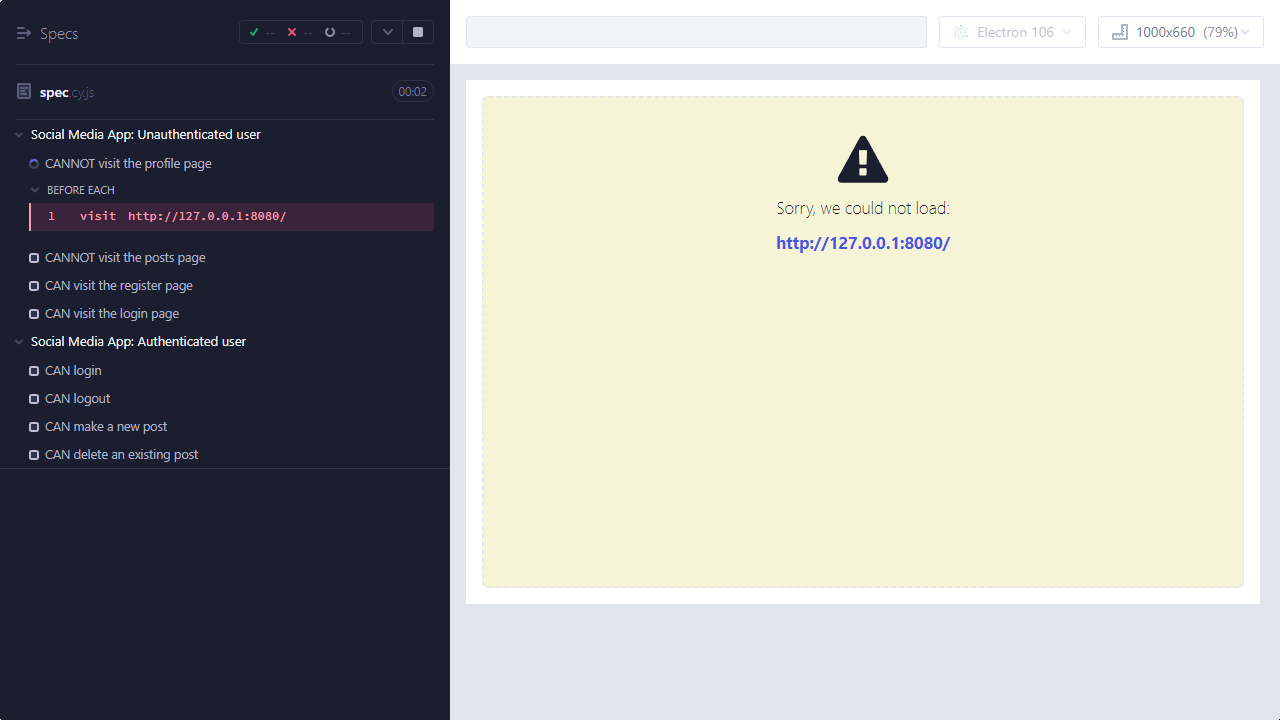 Specs
-- -- --
spec.cy.js
00:02
Social Media App: Unauthenticated user
CANNOT visit the profile page
BEFORE EACH
1 visit http://127.0.0.1:8080/
CANNOT visit the posts page
CAN visit the register page
CAN visit the login page
Social Media App: Authenticated user
CAN login
CAN logout
CAN make a new post
CAN delete an existing post
Electron 106
1000x660 (79%)
Sorry, we could not load:
http://127.0.0.1:8080/